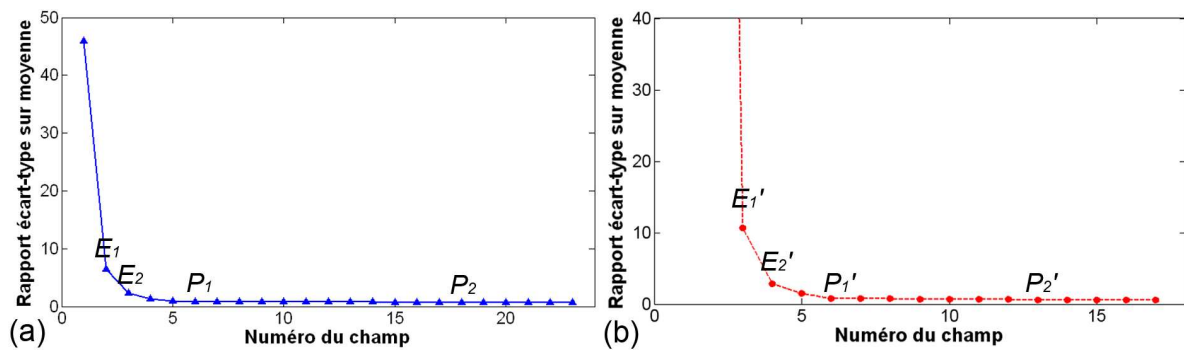 50
40
30
20
10
0
Rapport écart-type sur moyenne
E1
E2
P1
P2
0 5 10 15 20
Numéro du champ
(a)
40
30
20
10
0
Rapport écart-type sur moyenne
E1'
E2'
P1'
P2'
5 10 15
Numéro du champ
(b)